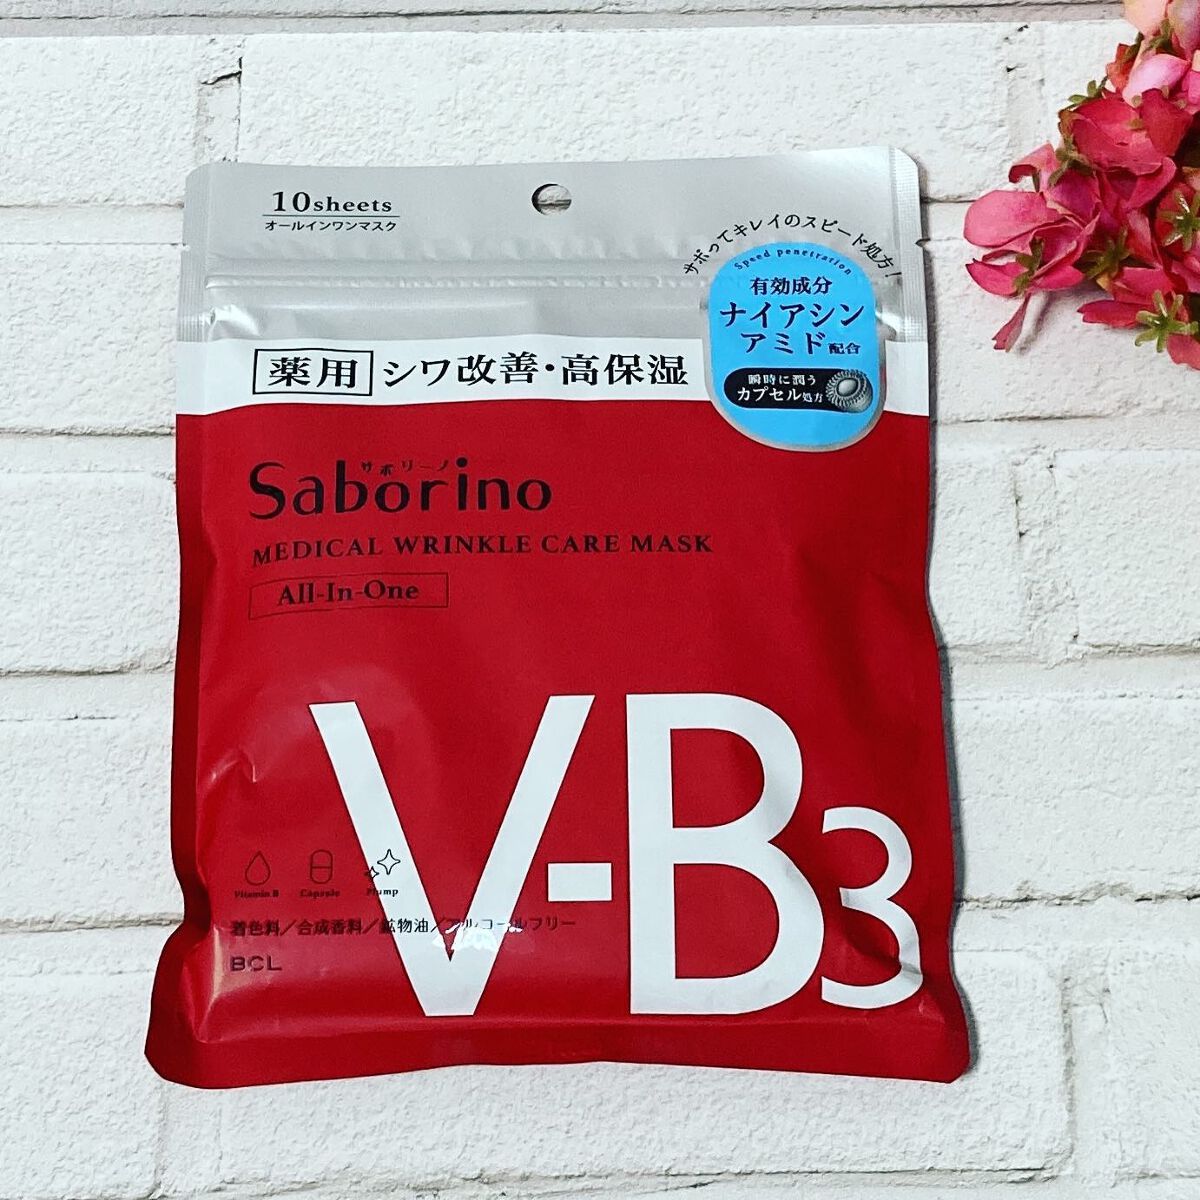 10sheets
オールインワンマスク
サボってキレイのスピード処方！
Speed penetration
有効成分
ナイアシン
アミド配合
瞬時に潤う
カプセル処方
薬用 シワ改善・高保湿
サボリーノ
Saborino
MEDICAL WRINKLE CARE MASK
All-In-One
V-B3
Vitamin B Capsule Plump
着色料／合成香料／鉱物油／アルコールフリー
BCL